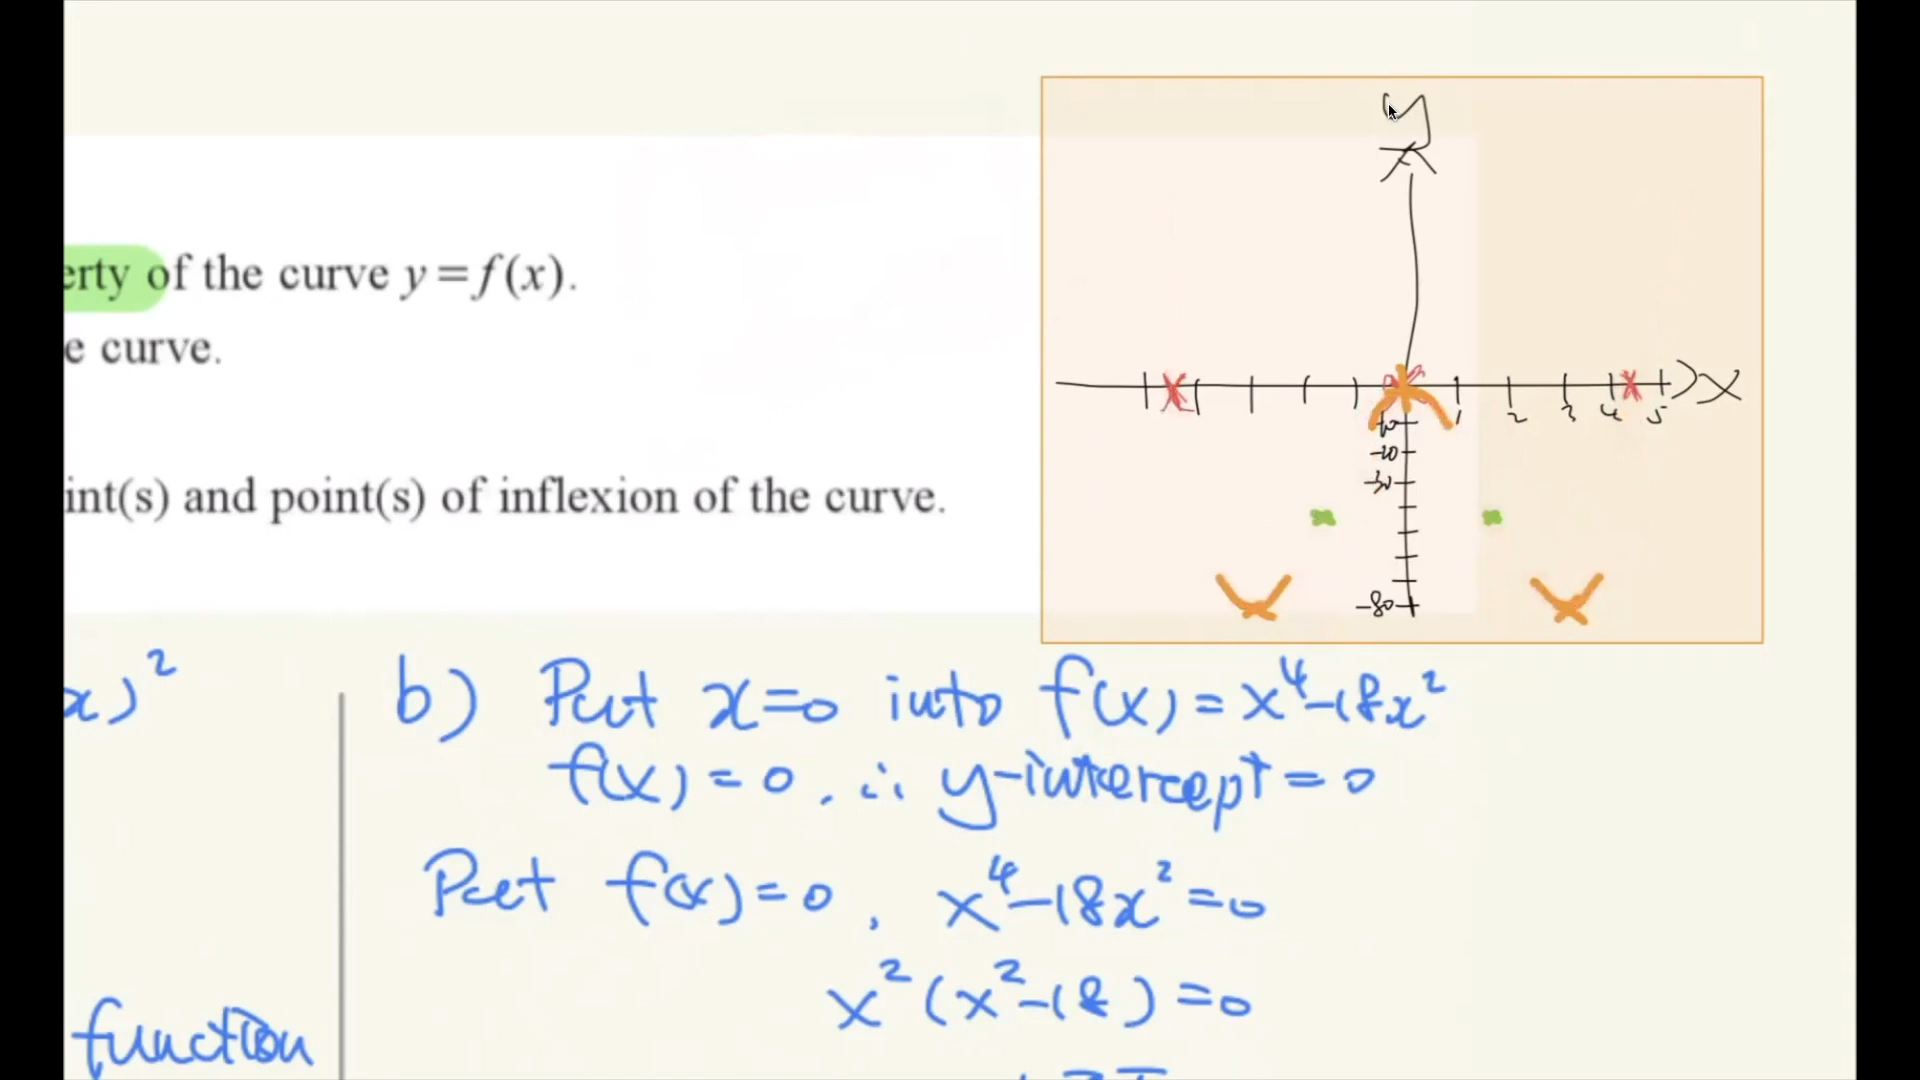 erty of the curve y=f(x).
e curve.
int(s) and point(s) of inflexion of the curve.
y
x
1 2 3 4 5
-20
-30
-80
x)²
function
b) Put x=0 into f(x)=x⁴-18x²
f(x)=0, ∴ y-intercept=0
Put f(x)=0, x⁴-18x²=0
x²(x²-18)=0